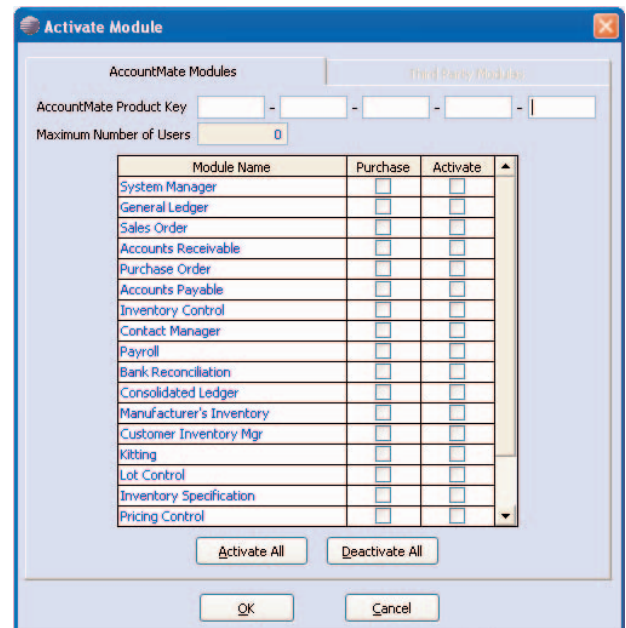 Activate Module
AccountMate Modules Third Party Modules
AccountMate Product Key - - - -
Maximum Number of Users 0
Module Name Purchase Activate
System Manager
General Ledger
Sales Order
Accounts Receivable
Purchase Order
Accounts Payable
Inventory Control
Contact Manager
Payroll
Bank Reconciliation
Consolidated Ledger
Manufacturer's Inventory
Customer Inventory Mgr
Kitting
Lot Control
Inventory Specification
Pricing Control
Activate All Deactivate All
OK Cancel